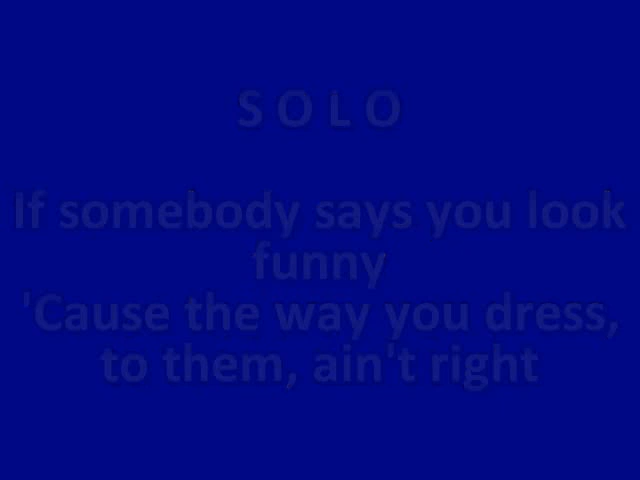 S O L O
If somebody says you look
funny
'Cause the way you dress,
to them, ain't right